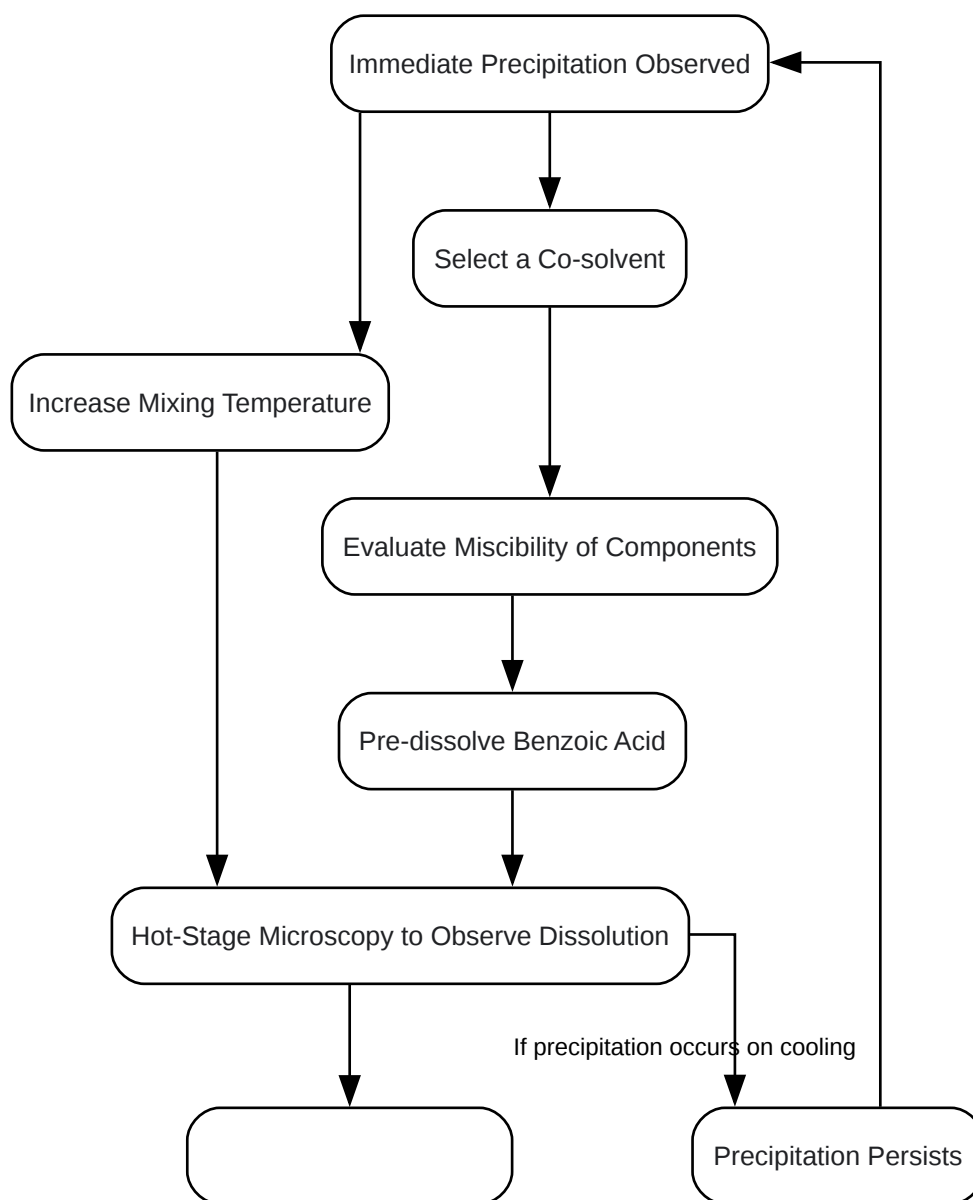 Immediate Precipitation Observed
Select a Co-solvent
Increase Mixing Temperature
Evaluate Miscibility of Components
Pre-dissolve Benzoic Acid
Hot-Stage Microscopy to Observe Dissolution
If precipitation occurs on cooling
Precipitation Persists